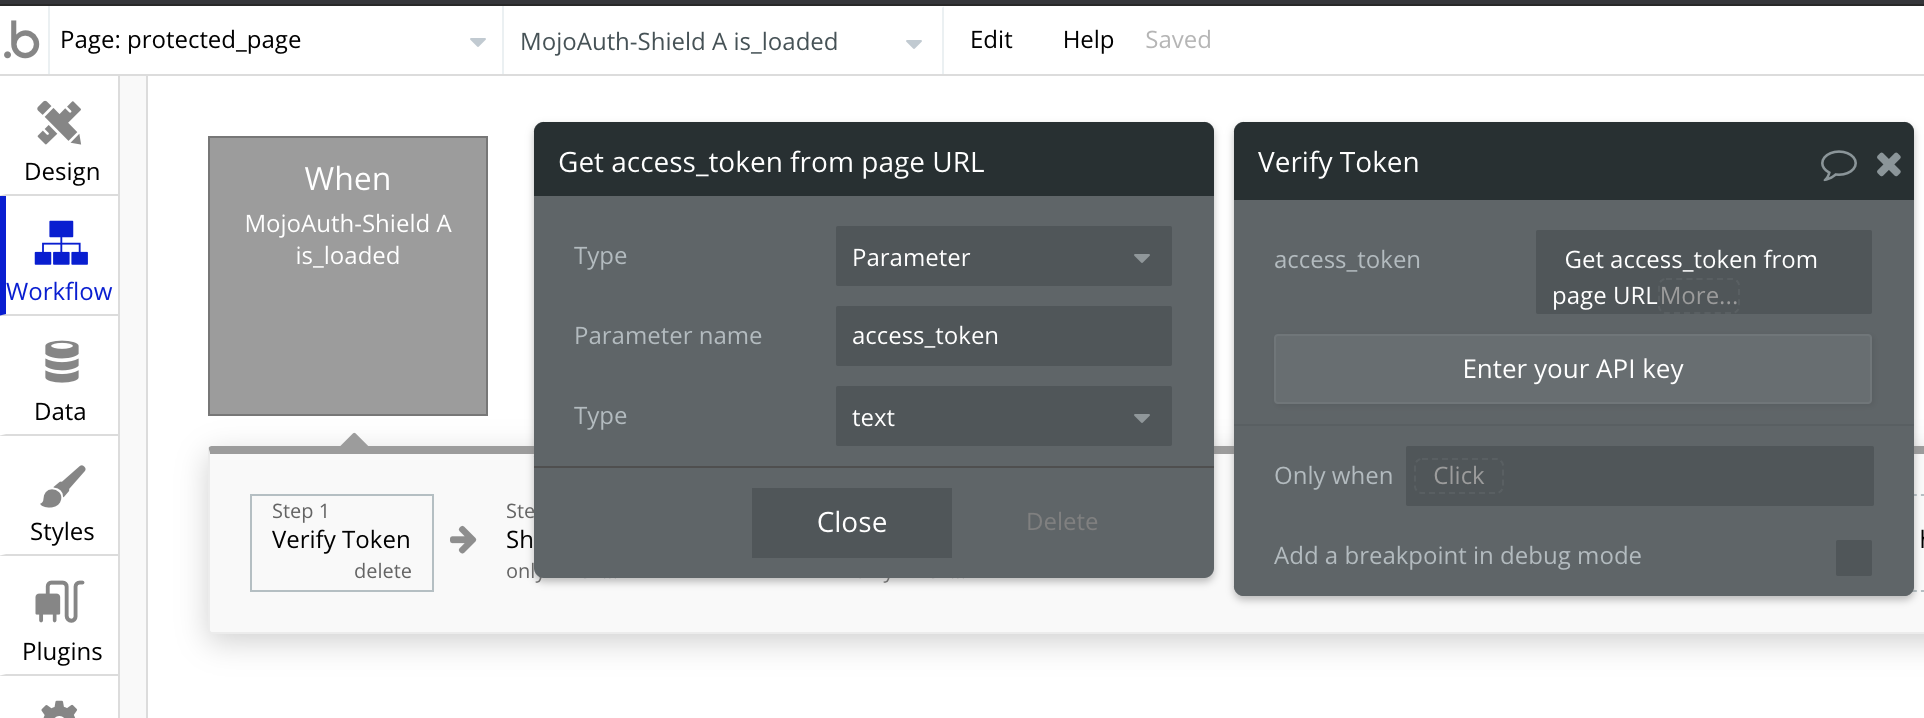 .b Page: protected_page MojoAuth-Shield A is_loaded Edit Help Saved
Design
Workflow
Data
Styles
Plugins
When
MojoAuth-Shield A
is_loaded
Step 1
Verify Token
delete
Ste
Sh
only
Get access_token from page URL
Type Parameter
Parameter name access_token
Type text
Close Delete
Verify Token
access_token Get access_token from
page URL More...
Enter your API key
Only when Click
Add a breakpoint in debug mode